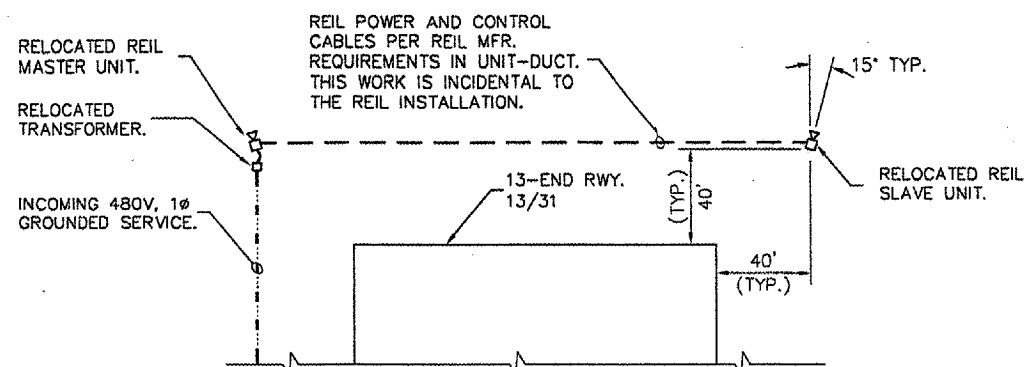 RELOCATED REIL
MASTER UNIT.
REIL POWER AND CONTROL
CABLES PER REIL MFR.
REQUIREMENTS IN UNIT-DUCT.
THIS WORK IS INCIDENTAL TO
THE REIL INSTALLATION.
15° TYP.
RELOCATED
TRANSFORMER.
RELOCATED REIL
SLAVE UNIT.
13-END RWY.
13/31
(TYP.)
40'
INCOMING 480V, 1ø
GROUNDED SERVICE.
40'
(TYP.)